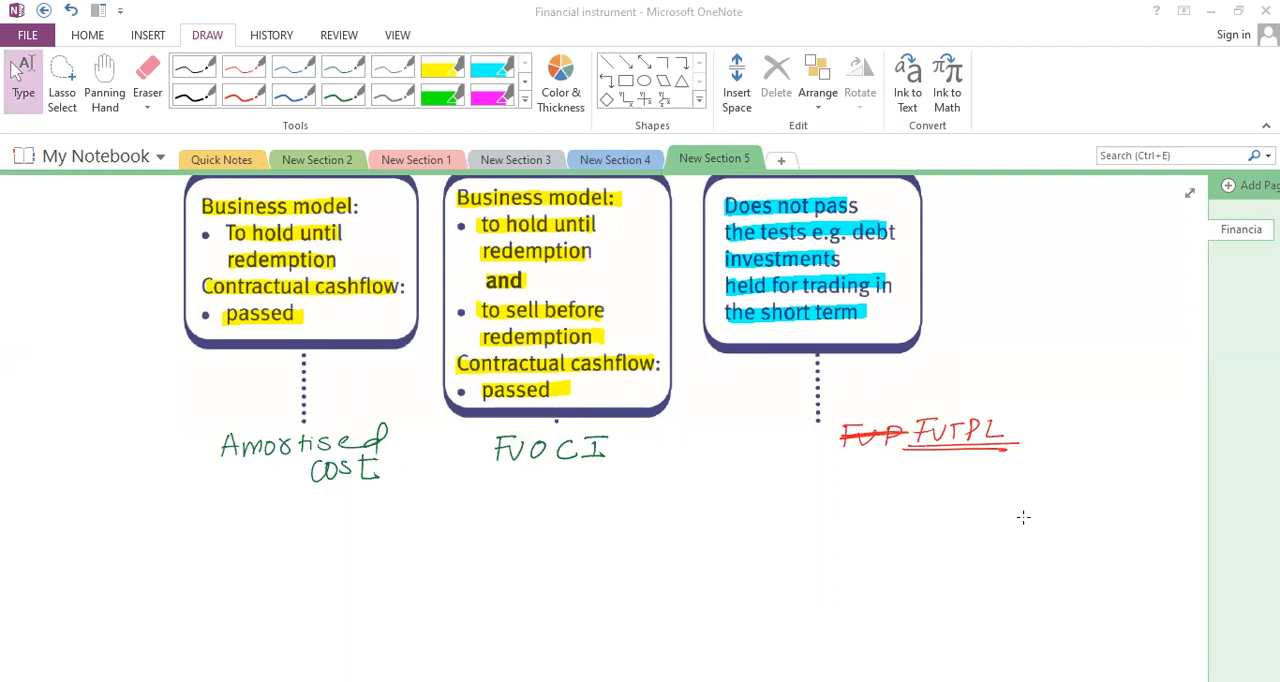 Financial instrument - Microsoft OneNote
?
FILE
HOME
INSERT
DRAW
HISTORY
REVIEW
VIEW
Sign in
Type
Lasso
Select
Panning
Hand
Eraser
Color &
Thickness
Insert
Space
Delete
Arrange
Rotate
Ink to
Text
Ink to
Math
Tools
Shapes
Edit
Convert
My Notebook
Quick Notes
New Section 2
New Section 1
New Section 3
New Section 4
New Section 5
Search (Ctrl+E)
Add Pag
Financia
Business model:
• To hold until
redemption
Contractual cashflow:
• passed
Business model:
• to hold until
redemption
and
• to sell before
redemption
Contractual cashflow:
• passed
Does not pass
the tests e.g. debt
investments
held for trading in
the short term
Amortised
cost
FVOCI
FVP FVTPL